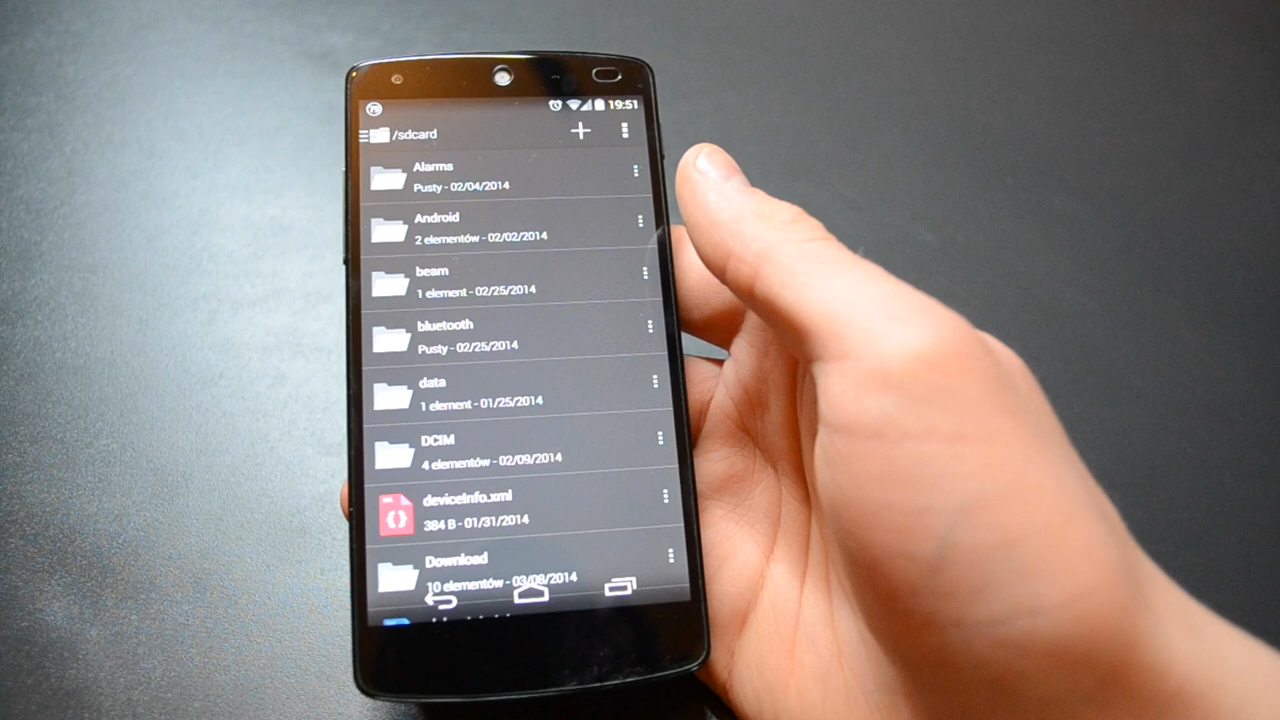 79 19:51
/sdcard
Alarms
Pusty - 02/04/2014
Android
2 elementów - 02/02/2014
beam
1 element - 02/25/2014
bluetooth
Pusty - 02/25/2014
data
1 element - 01/25/2014
DCIM
4 elementów - 02/09/2014
deviceInfo.xml
384 B - 01/31/2014
Download
10 elementów - 03/08/2014